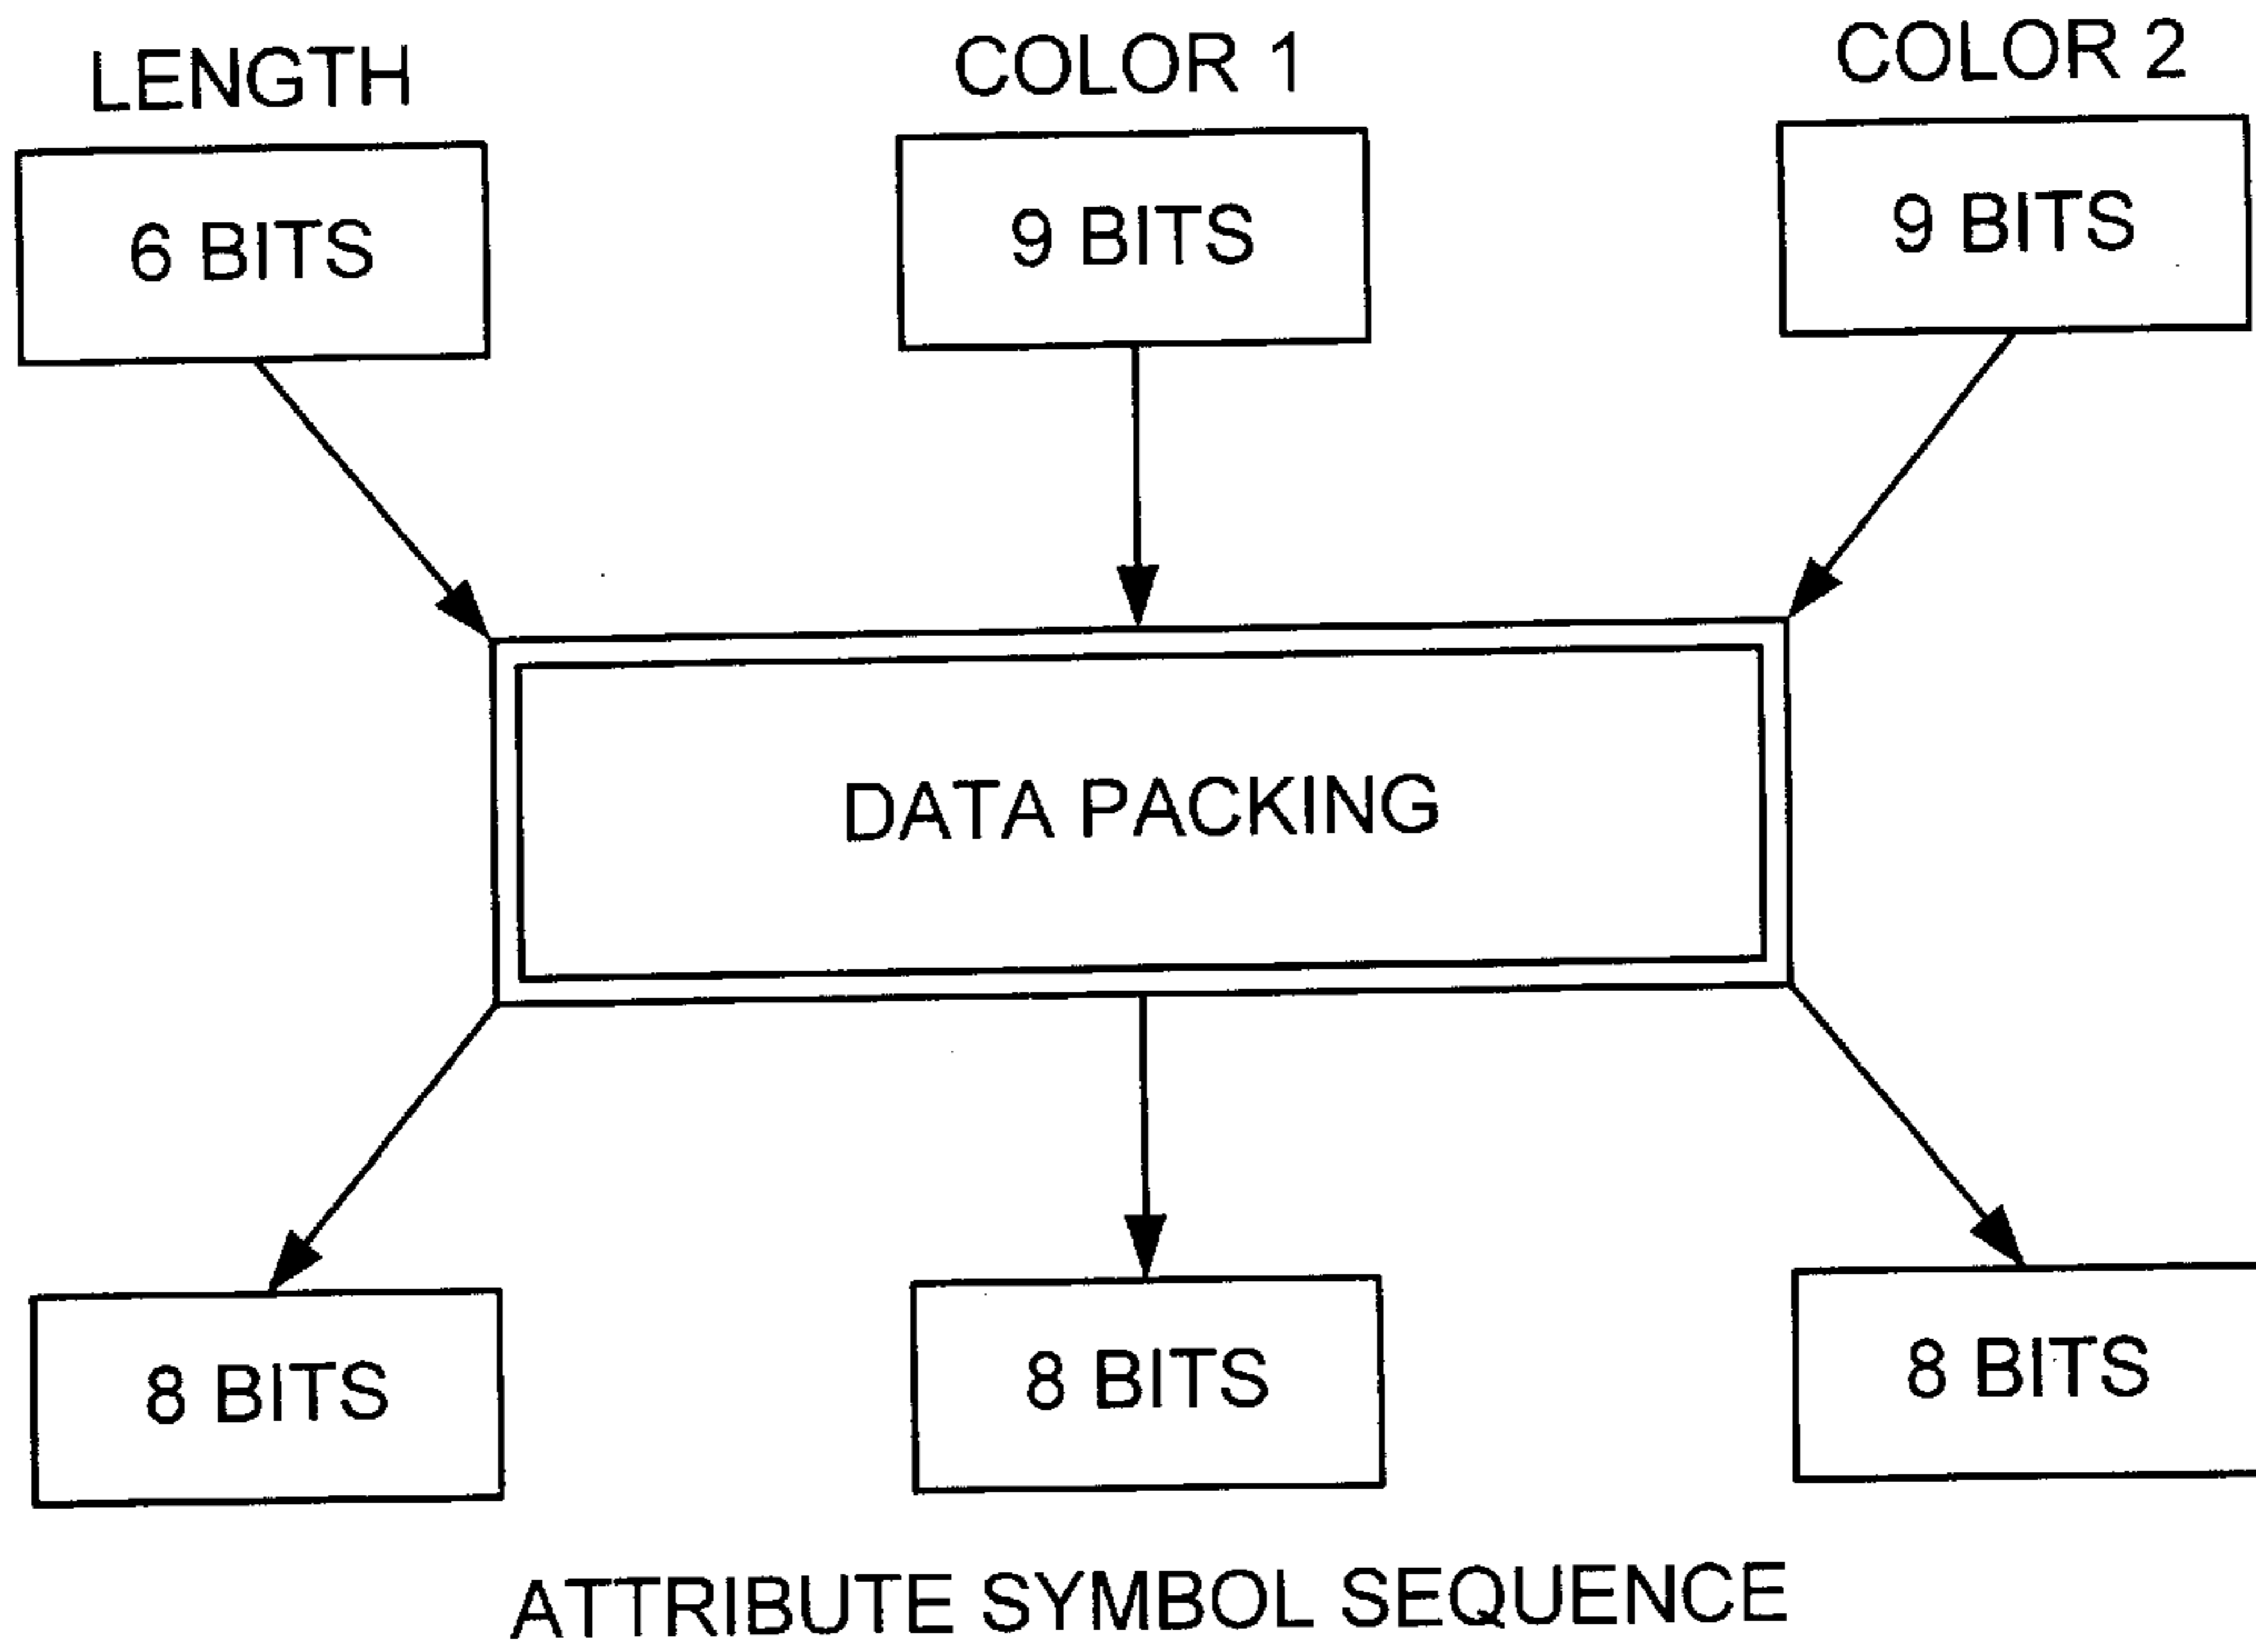 LENGTH
COLOR 1
COLOR 2
6 BITS
9 BITS
9 BITS
DATA PACKING
8 BITS
8 BITS
8 BITS
ATTRIBUTE SYMBOL SEQUENCE